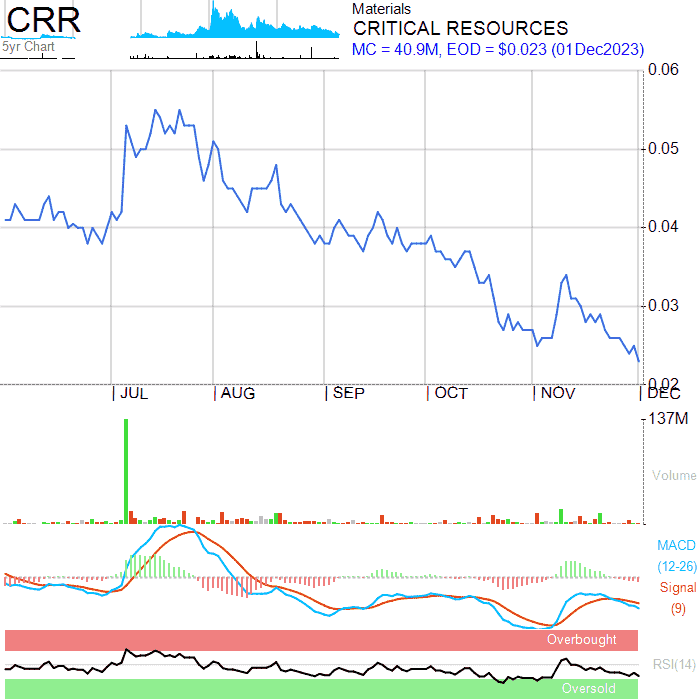 CRR
5yr Chart
Materials
CRITICAL RESOURCES
MC = 40.9M, EOD = $0.023 (01Dec2023)
0.06
0.05
0.04
0.03
0.02
| JUL | AUG | SEP | OCT | NOV | DEC
137M
Volume
MACD
(12-26)
Signal
(9)
Overbought
RSI(14)
Oversold